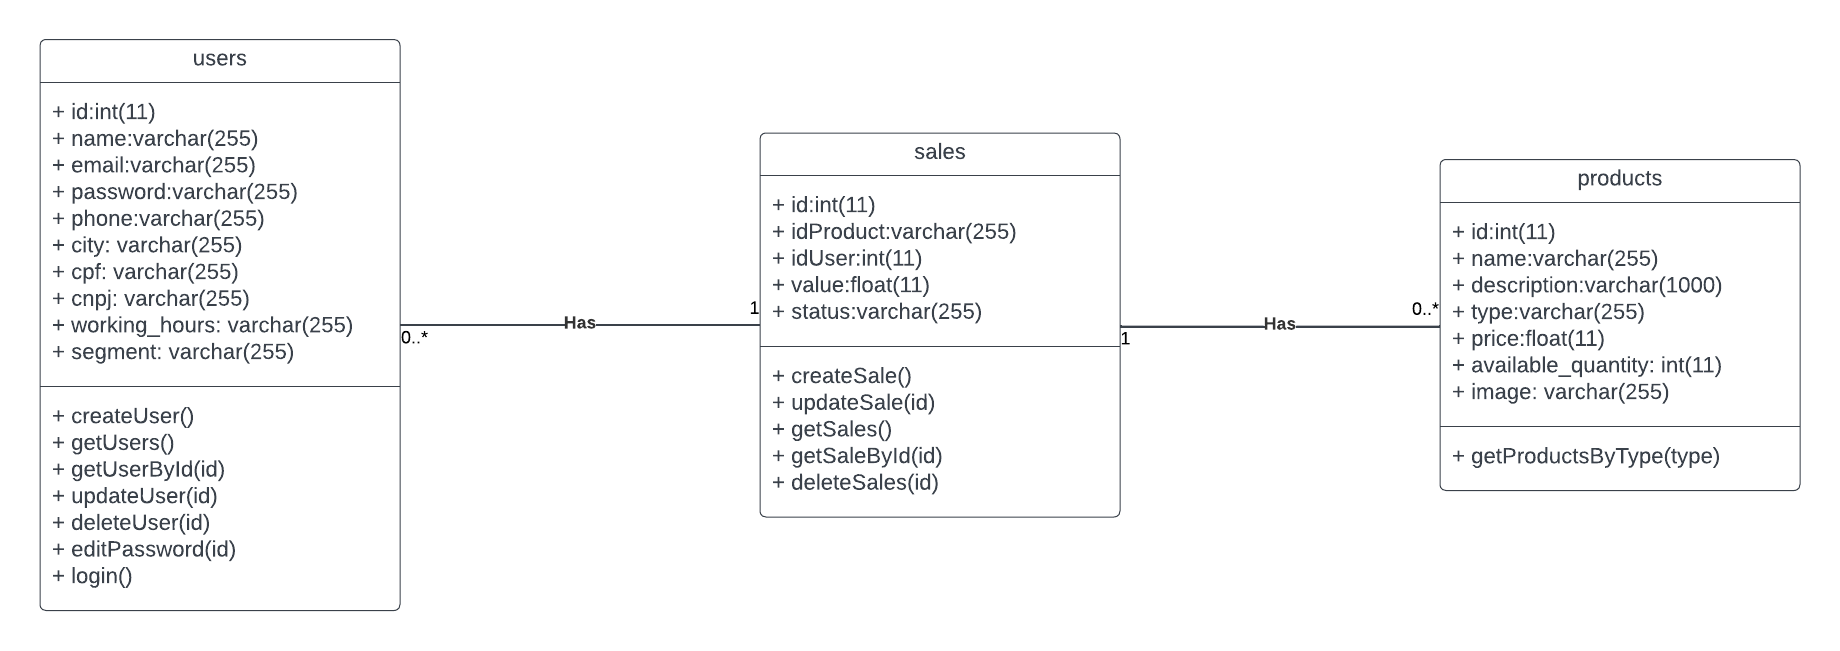 users
+ id:int(11)
+ name:varchar(255)
+ email:varchar(255)
+ password:varchar(255)
+ phone:varchar(255)
+ city: varchar(255)
+ cpf: varchar(255)
+ cnpj: varchar(255)
+ working_hours: varchar(255)
+ segment: varchar(255)
+ createUser()
+ getUsers()
+ getUserById(id)
+ updateUser(id)
+ deleteUser(id)
+ editPassword(id)
+ login()
0..*
Has
1
sales
+ id:int(11)
+ idProduct:varchar(255)
+ idUser:int(11)
+ value:float(11)
+ status:varchar(255)
+ createSale()
+ updateSale(id)
+ getSales()
+ getSaleById(id)
+ deleteSales(id)
1
Has
0..*
products
+ id:int(11)
+ name:varchar(255)
+ description:varchar(1000)
+ type:varchar(255)
+ price:float(11)
+ available_quantity: int(11)
+ image: varchar(255)
+ getProductsByType(type)